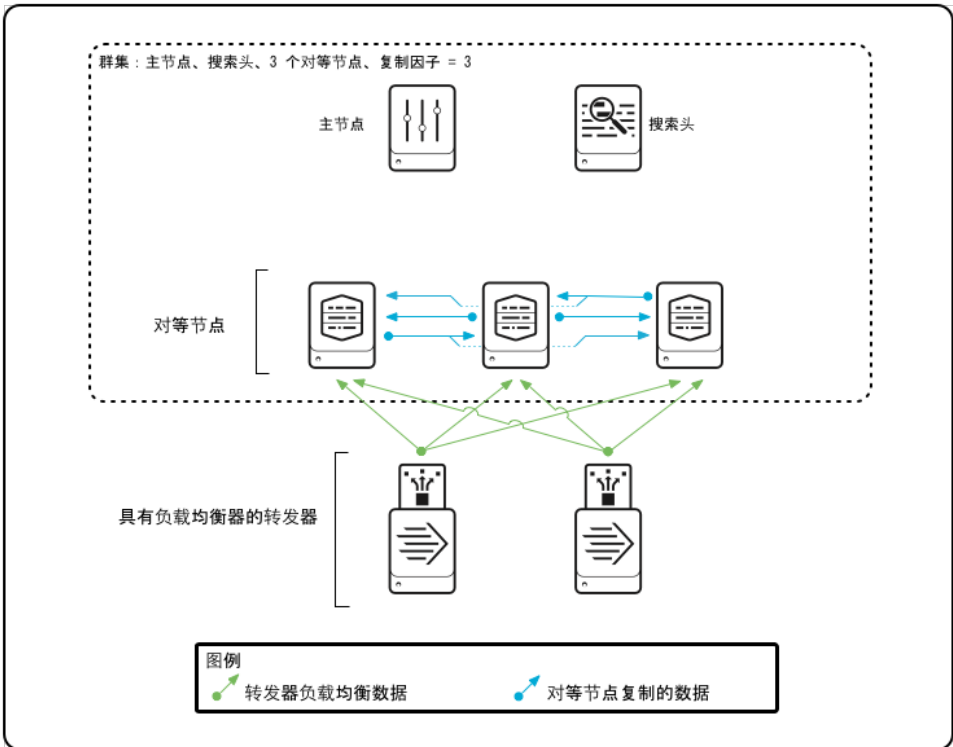 群集：主节点、搜索头、3 个对等节点、复制因子 = 3
主节点
搜索头
对等节点
具有负载均衡器的转发器
图例
转发器负载均衡数据
对等节点复制的数据